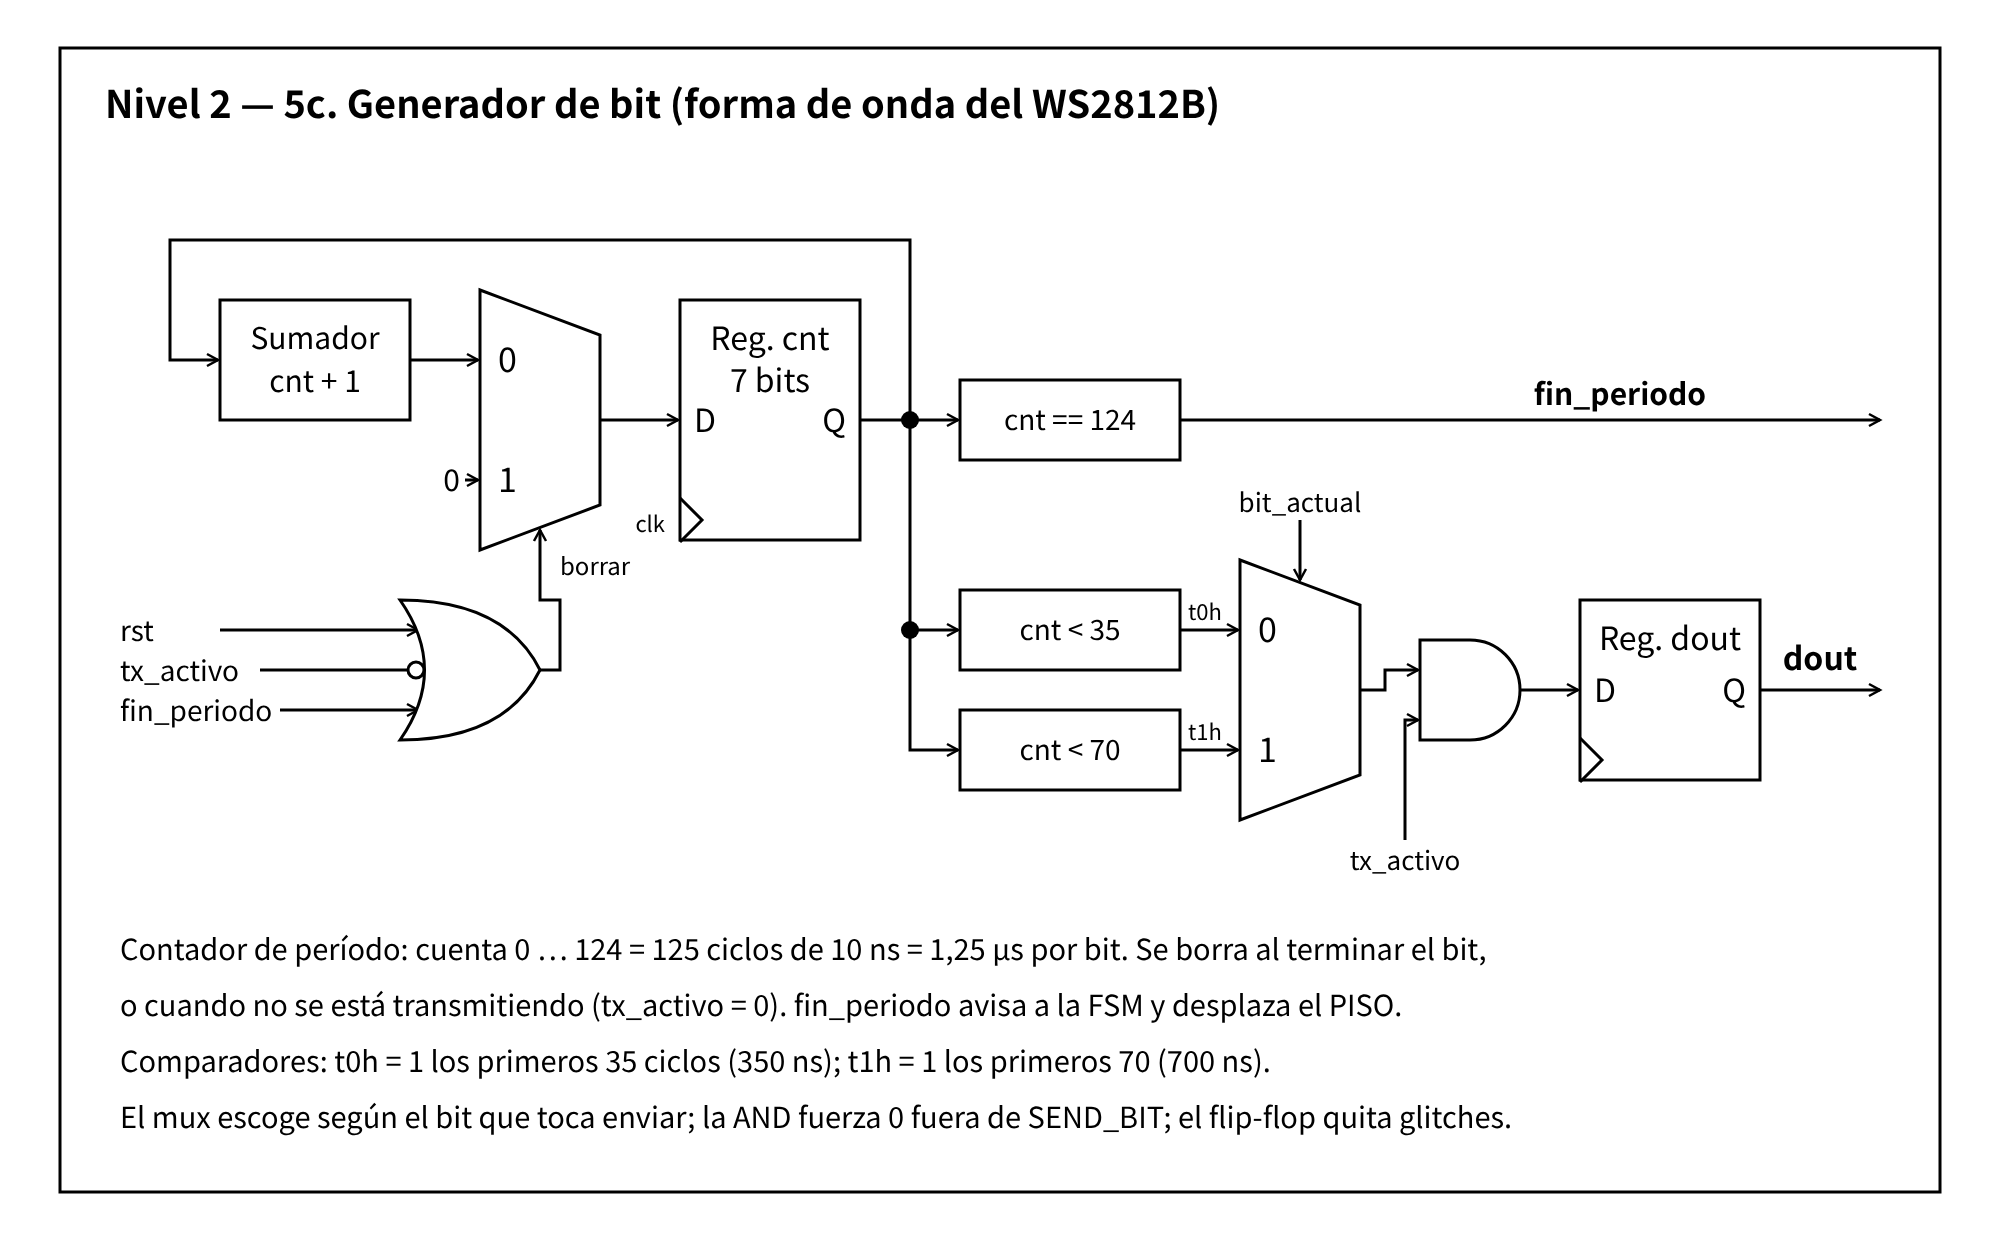 Nivel 2 — 5c. Generador de bit (forma de onda del WS2812B)
Sumador
cnt + 1
0
0
1
Reg. cnt
7 bits
D
Q
clk
borrar
rst
tx_activo
fin_periodo
cnt == 124
fin_periodo
bit_actual
cnt < 35
t0h
0
cnt < 70
t1h
1
tx_activo
Reg. dout
D
Q
dout
Contador de período: cuenta 0 … 124 = 125 ciclos de 10 ns = 1,25 µs por bit. Se borra al terminar el bit,
o cuando no se está transmitiendo (tx_activo = 0). fin_periodo avisa a la FSM y desplaza el PISO.
Comparadores: t0h = 1 los primeros 35 ciclos (350 ns); t1h = 1 los primeros 70 (700 ns).
El mux escoge según el bit que toca enviar; la AND fuerza 0 fuera de SEND_BIT; el flip-flop quita glitches.